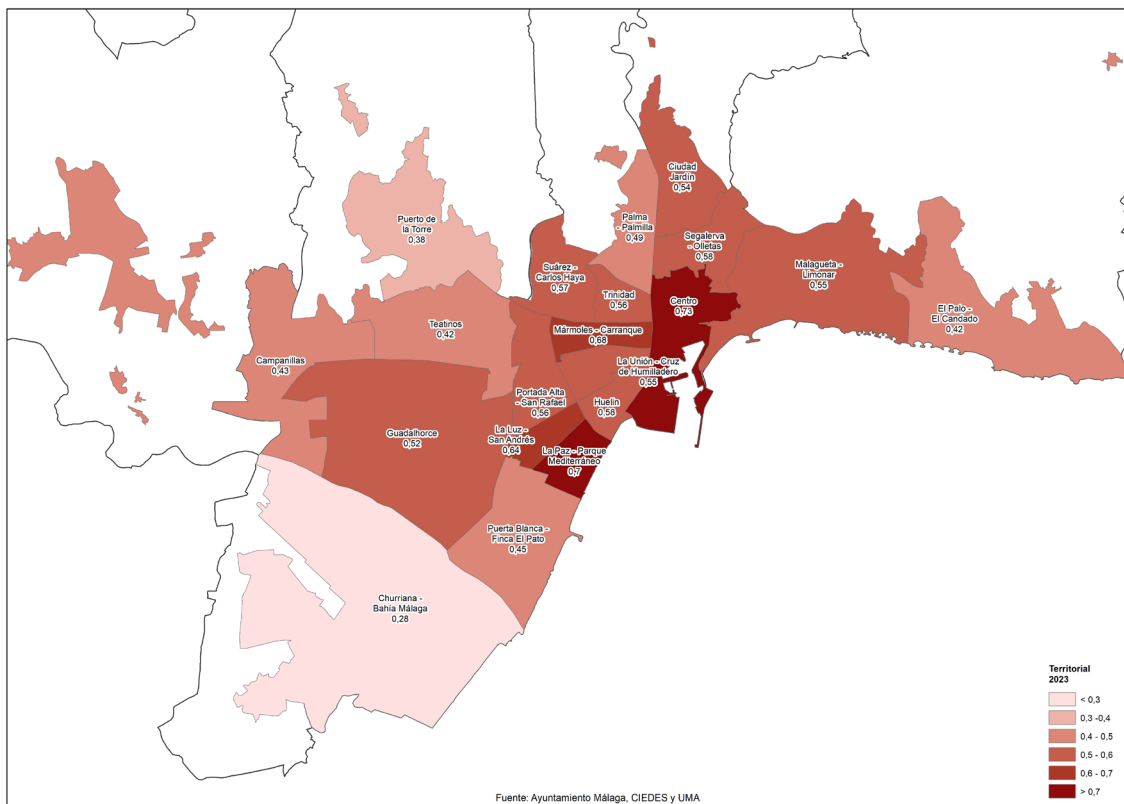 Ciudad
Jardín
0,54
Palma
- Palmilla
0,49
Puerto de
la Torre
0,38
Segalerva -
Olletas
0,58
Suárez -
Carlos Haya
0,57
Malagueta -
Limonar
0,55
Trinidad
0,56
Centro
0,73
El Palo -
El Candado
0,42
Teatinos
0,42
Mármoles - Carranque
0,68
Campanillas
0,43
La Unión - Cruz
de Humilladero
0,55
Portada Alta
- San Rafael
0,56
Huelin
0,58
Guadalhorce
0,52
La Luz -
San Andrés
0,64
La Paz - Parque
Mediterráneo
0,7
Puerta Blanca -
Finca El Pato
0,45
Churriana -
Bahía Málaga
0,28
Territorial
2023
< 0,3
0,3 -0,4
0,4 - 0,5
0,5 - 0,6
0,6 - 0,7
> 0,7
Fuente: Ayuntamiento Málaga, CIEDES y UMA